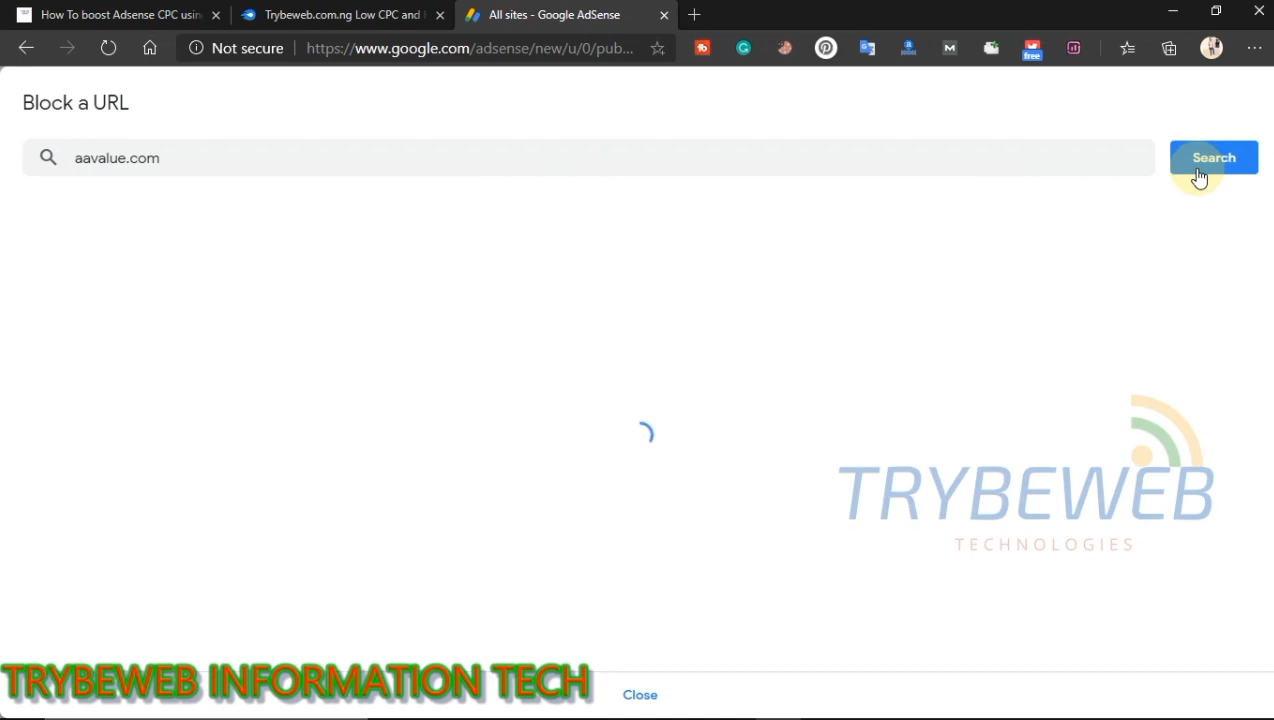 How To boost Adsense CPC usin
Trybeweb.com.ng Low CPC and
All sites - Google AdSense
Not secure
https://www.google.com/adsense/new/u/0/pub...
free
Block a URL
aavalue.com
Search
TRYBEWEB
TECHNOLOGIES
TRYBEWEB INFORMATION TECH
Close